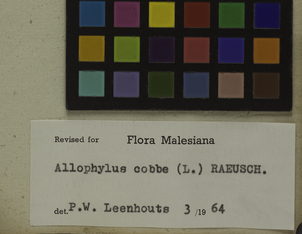 Revised for Flora Malesiana
Allophylus cobbe (L.) RAEUSCH.
det. P.W. Leenhouts 3 /19 64